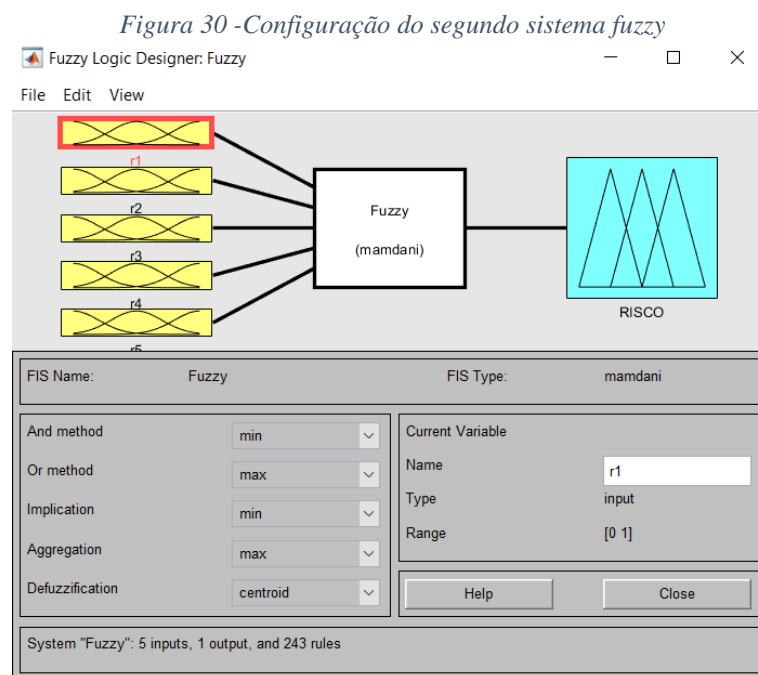 Figura 30 -Configuração do segundo sistema fuzzy
Fuzzy Logic Designer: Fuzzy
File Edit View
r1
r2
r3
r4
r5
Fuzzy
(mamdani)
RISCO
FIS Name: Fuzzy FIS Type: mamdani
And method min
Or method max
Implication min
Aggregation max
Defuzzification centroid
Current Variable
Name r1
Type input
Range [0 1]
Help Close
System "Fuzzy": 5 inputs, 1 output, and 243 rules